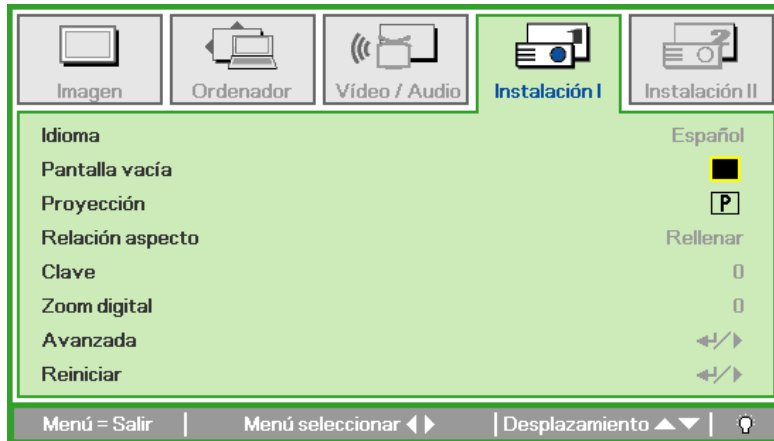 Imagen
Ordenador
Vídeo / Audio
Instalación I
Instalación II
Idioma Español
Pantalla vacía
Proyección P
Relación aspecto Rellenar
Clave 0
Zoom digital 0
Avanzada
Reiniciar
Menú = Salir Menú seleccionar Desplazamiento